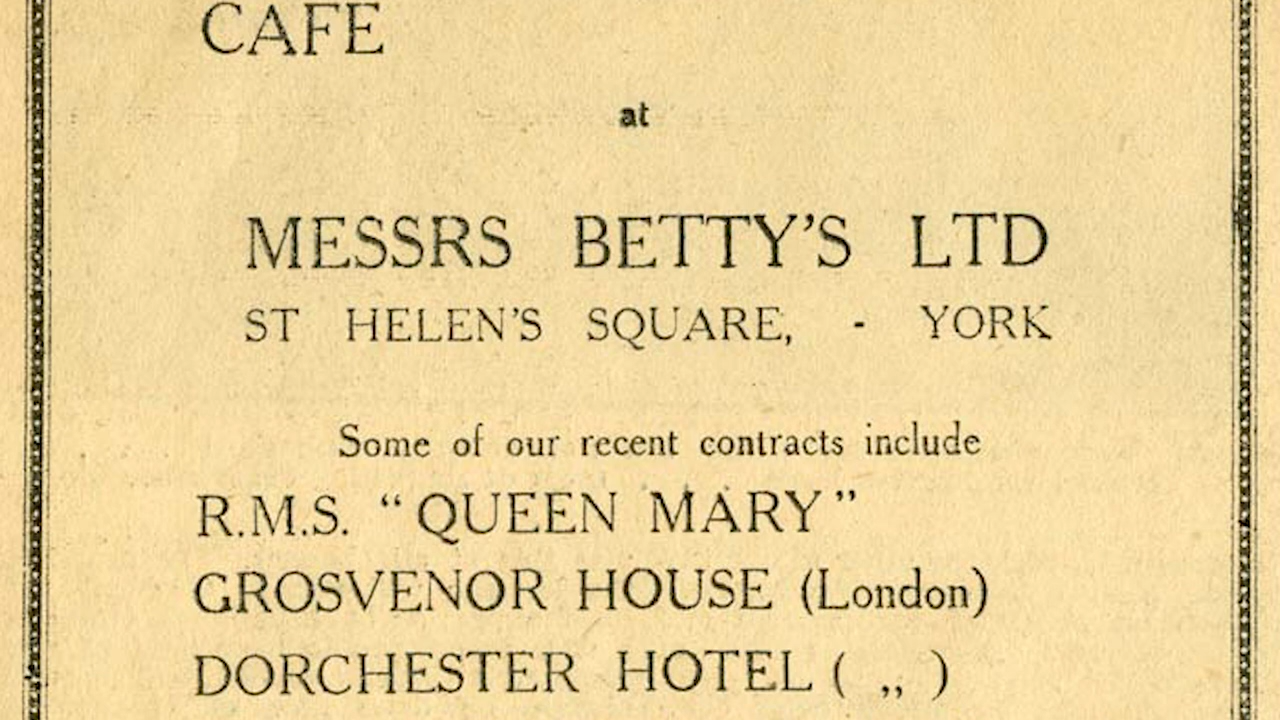 CAFE
at
MESSRS BETTY'S LTD
ST HELEN'S SQUARE, - YORK
Some of our recent contracts include
R.M.S. “QUEEN MARY”
GROSVENOR HOUSE (London)
DORCHESTER HOTEL ( „ )